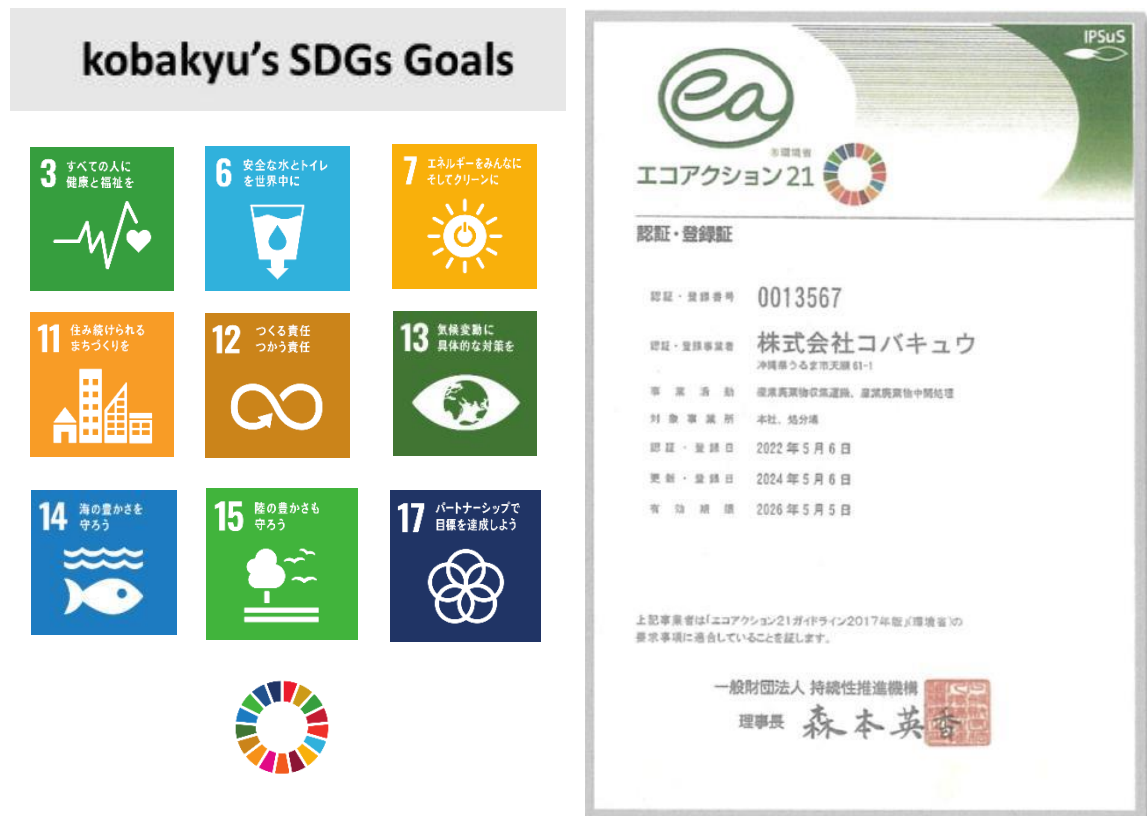 kobakyu's SDGs Goals
3 すべての人に
健康と福祉を
6 安全な水とトイレ
を世界中に
7 エネルギーをみんなに
そしてクリーンに
11 住み続けられる
まちづくりを
12 つくる責任
つかう責任
13 気候変動に
具体的な対策を
14 海の豊かさを
守ろう
15 陸の豊かさも
守ろう
17 パートナーシップで
目標を達成しよう
IPSuS
ea
環境省
エコアクション21
認証・登録証
認証・登録番号 0013567
認証・登録事業者 株式会社コバキュウ
沖縄県うるま市天願61-1
事業活動 産業廃棄物収集運搬、産業廃棄物中間処理
対象事業所 本社、処分場
認証・登録日 2022年5月6日
更新・登録日 2024年5月6日
有効期限 2026年5月5日
上記事業者は「エコアクション21ガイドライン2017年版」(環境省)の
要求事項に適合していることを証します。
一般財団法人 持続性推進機構
理事長 森本英香